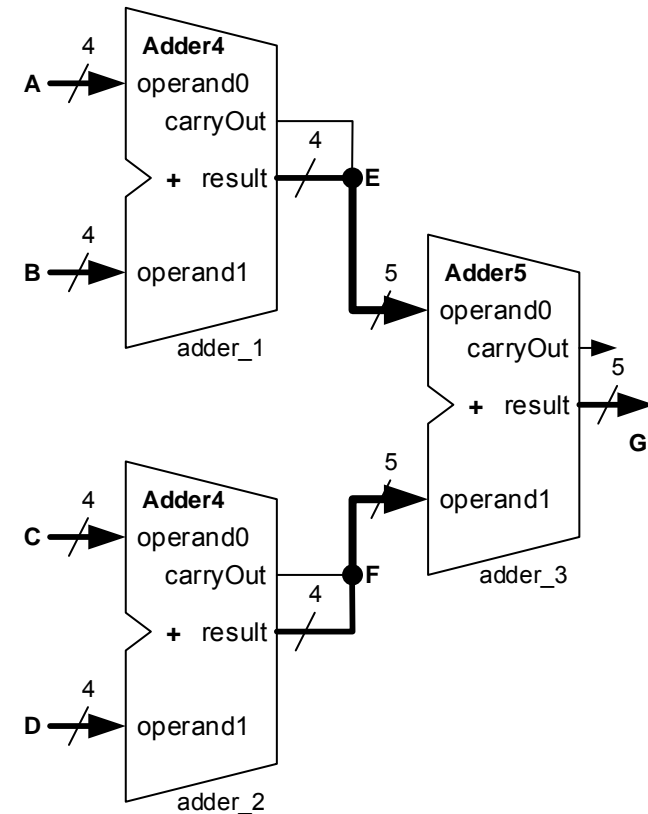 4
Adder4
A
operand0
carryOut
4
+ result
E
4
B
operand1
adder_1
5
Adder5
operand0
carryOut
5
+ result
G
5
operand1
adder_3
4
Adder4
C
operand0
carryOut
F
4
+ result
4
D
operand1
adder_2